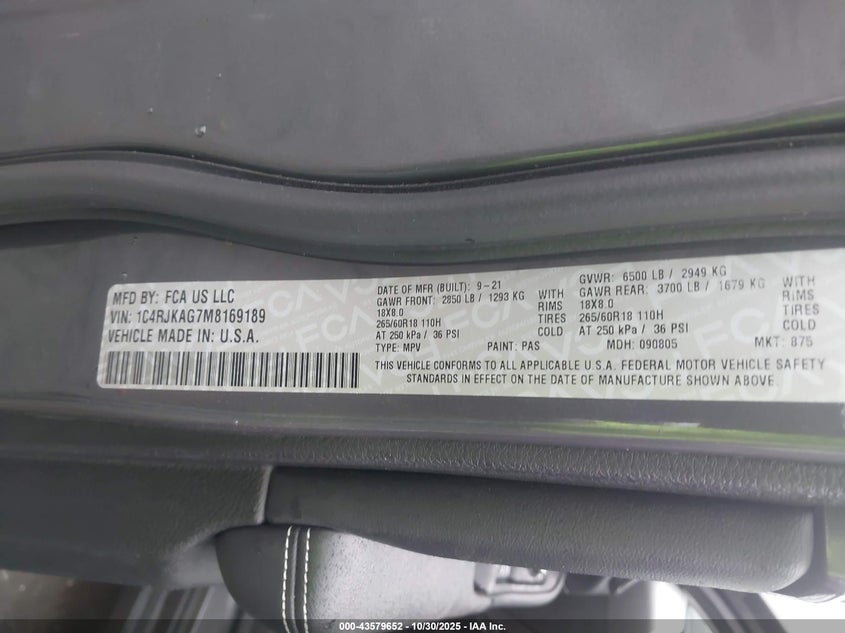 MFD BY: FCA US LLC
VIN: 1C4RJKAG7M8169189
VEHICLE MADE IN U.S.A.
DATE OF MFR (BUILT): 9-21
GAWR FRONT: 2850 LB / 1293 KG WITH
18X8.0 RIMS
265/60R18 110H TIRES
AT 250 kPa / 36 PSI COLD
TYPE: MPV PAINT: PAS
GVWR: 6500 LB / 2949 KG
GAWR REAR: 3700 LB / 1679 KG WITH
18X8.0 RIMS
265/60R18 110H TIRES
AT 250 kPa / 36 PSI COLD
MDH: 090805 MKT: 875
THIS VEHICLE CONFORMS TO ALL APPLICABLE U.S.A. FEDERAL MOTOR VEHICLE SAFETY
STANDARDS IN EFFECT ON THE DATE OF MANUFACTURE SHOWN ABOVE.
000-43579652 - 10/30/2025 - IAA Inc.